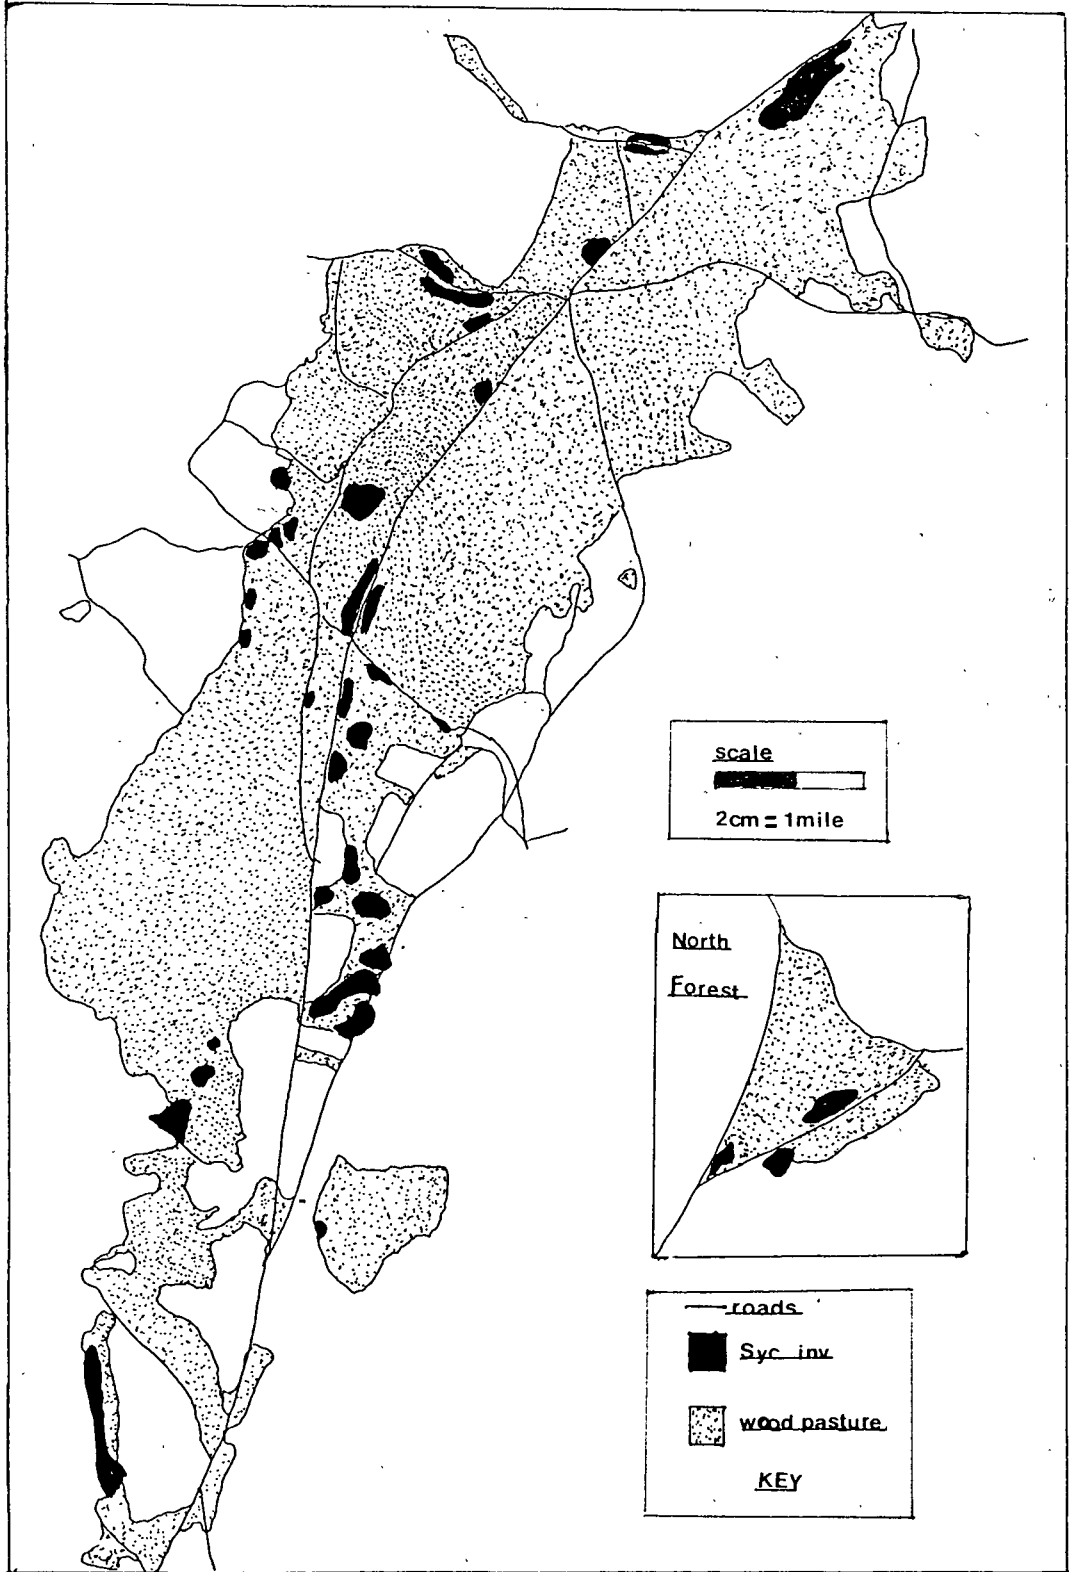 scale
2cm = 1mile
North
Forest
roads
Syc inv
wood pasture
KEY